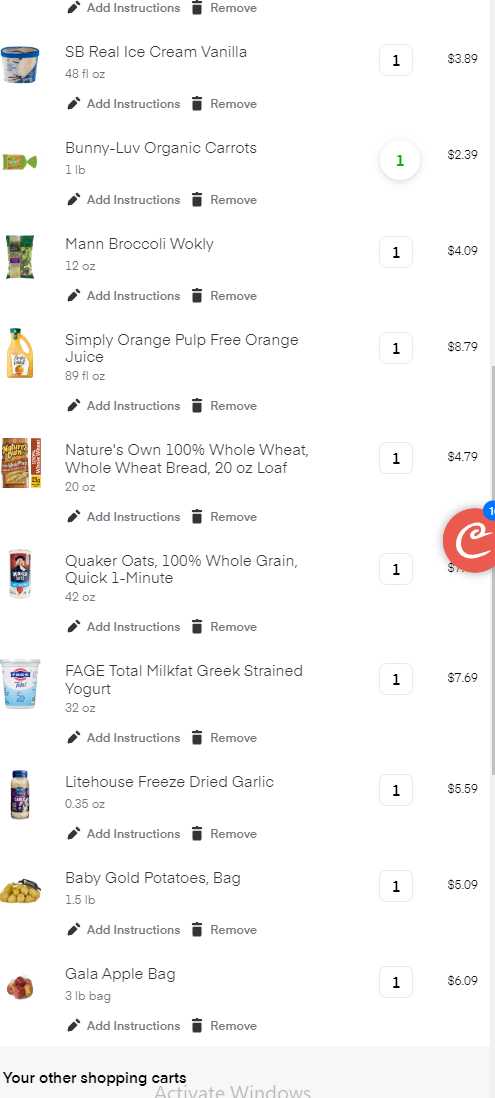 Add Instructions Remove
SB Real Ice Cream Vanilla
48 fl oz
1
$3.89
Add Instructions Remove
Bunny-Luv Organic Carrots
1 lb
1
$2.39
Add Instructions Remove
Mann Broccoli Wokly
12 oz
1
$4.09
Add Instructions Remove
Simply Orange Pulp Free Orange
Juice
89 fl oz
1
$8.79
Add Instructions Remove
Nature's Own 100% Whole Wheat,
Whole Wheat Bread, 20 oz Loaf
20 oz
1
$4.79
Add Instructions Remove
Quaker Oats, 100% Whole Grain,
Quick 1-Minute
42 oz
1
Add Instructions Remove
FAGE Total Milkfat Greek Strained
Yogurt
32 oz
1
$7.69
Add Instructions Remove
Litehouse Freeze Dried Garlic
0.35 oz
1
$5.59
Add Instructions Remove
Baby Gold Potatoes, Bag
1.5 lb
1
$5.09
Add Instructions Remove
Gala Apple Bag
3 lb bag
1
$6.09
Add Instructions Remove
Your other shopping carts
Activate Windows